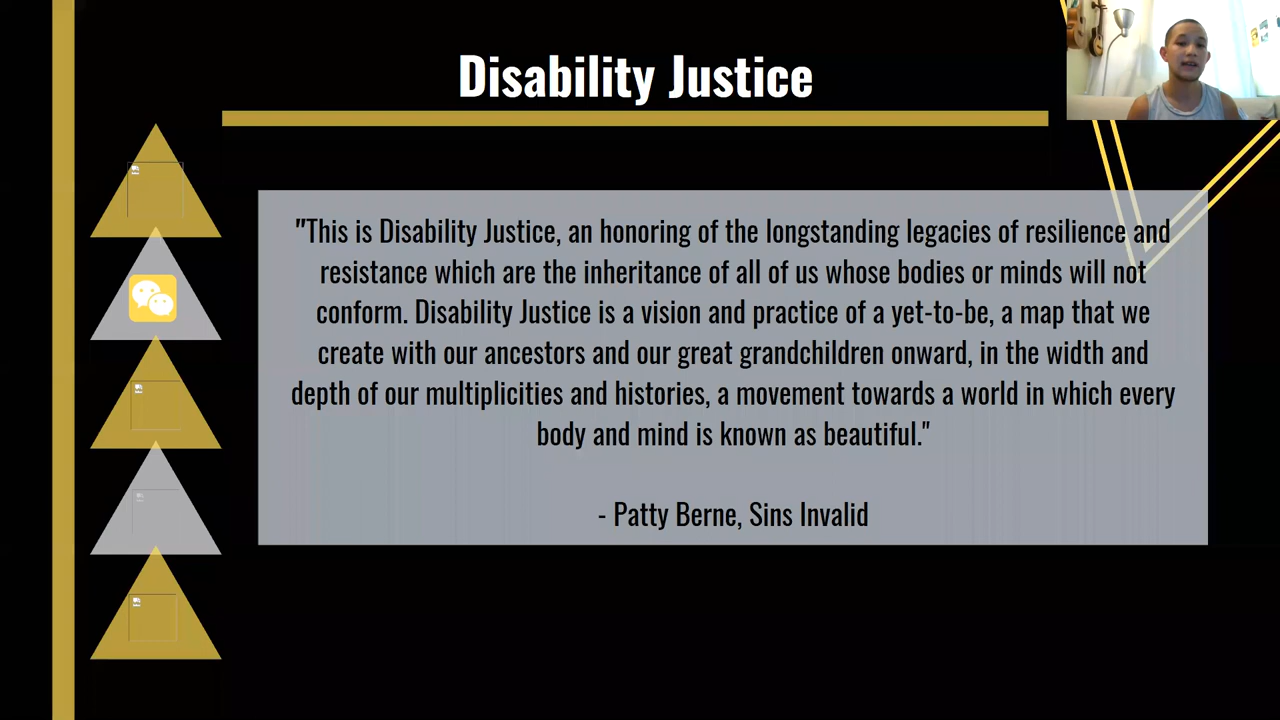 Disability Justice
"This is Disability Justice, an honoring of the longstanding legacies of resilience and
resistance which are the inheritance of all of us whose bodies or minds will not
conform. Disability Justice is a vision and practice of a yet-to-be, a map that we
create with our ancestors and our great grandchildren onward, in the width and
depth of our multiplicities and histories, a movement towards a world in which every
body and mind is known as beautiful."
- Patty Berne, Sins Invalid